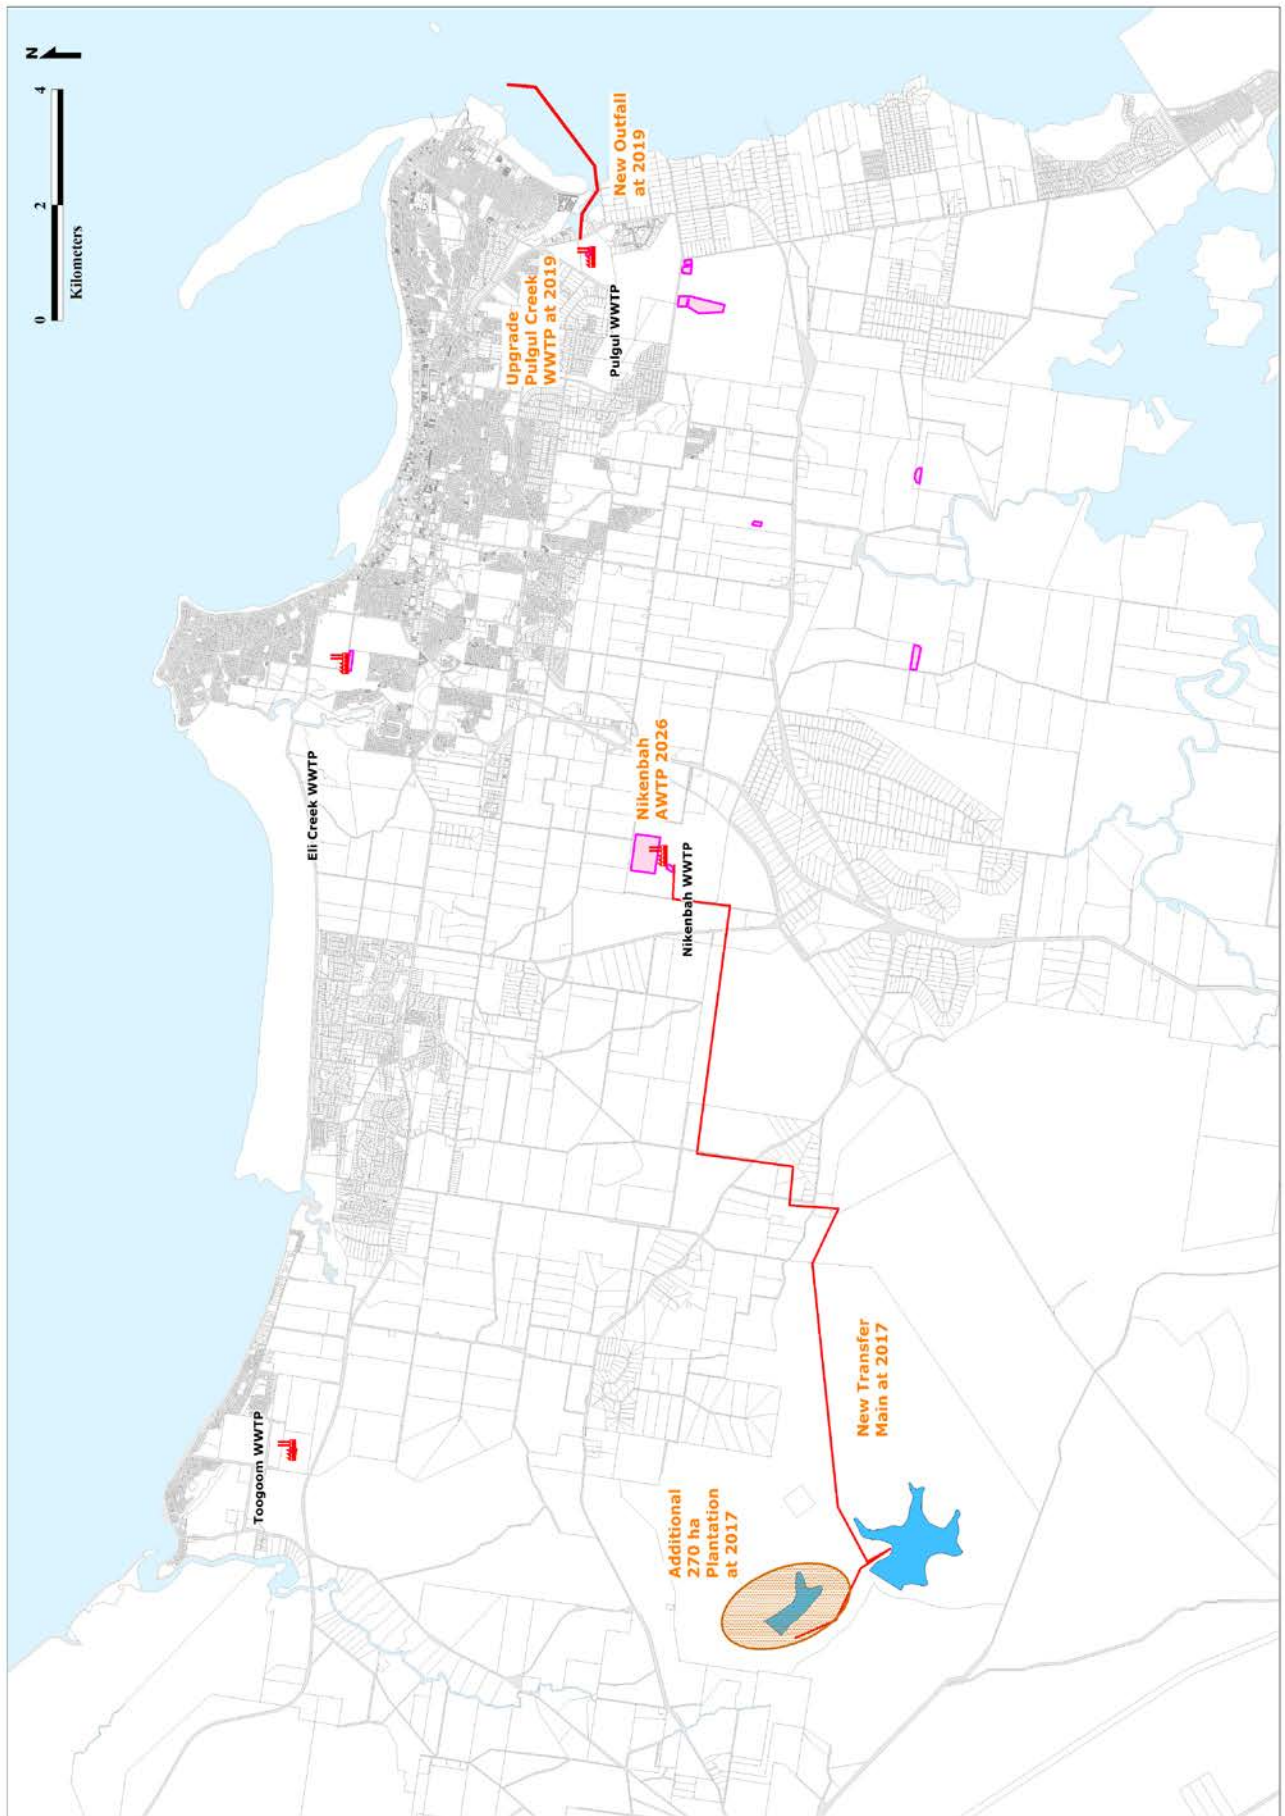 N
0 2 4
Kilometers
Toogoom WWTP
Eli Creek WWTP
Upgrade
Pulgul Creek
WWTP at 2019
New Outfall
at 2019
Pulgul WWTP
Nikenbah
AWTP 2026
Nikenbah WWTP
Additional
270 ha
Plantation
at 2017
New Transfer
Main at 2017